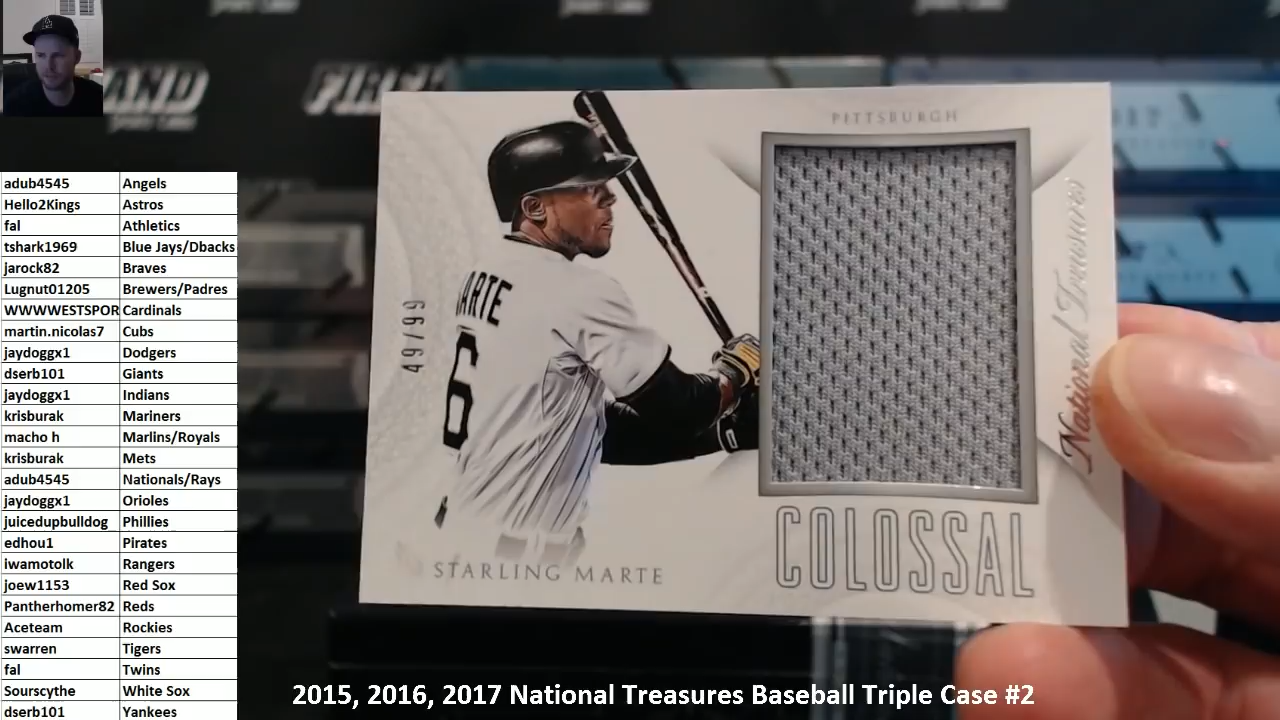 AND
FIRST
adub4545 Angels
Hello2Kings Astros
fal Athletics
tshark1969 Blue Jays/Dbacks
jarock82 Braves
Lugnut01205 Brewers/Padres
WWWWESTSPOR Cardinals
martin.nicolas7 Cubs
jaydoggx1 Dodgers
dserb101 Giants
jaydoggx1 Indians
krisburak Mariners
macho h Marlins/Royals
krisburak Mets
adub4545 Nationals/Rays
jaydoggx1 Orioles
juicedupbulldog Phillies
edhou1 Pirates
iwamotolk Rangers
joew1153 Red Sox
Pantherhomer82 Reds
Aceteam Rockies
swarren Tigers
fal Twins
Sourscythe White Sox
dserb101 Yankees
PITTSBURGH
49/99
ARTE
6
National Treasures
COLOSSAL
STARLING MARTE
2015, 2016, 2017 National Treasures Baseball Triple Case #2